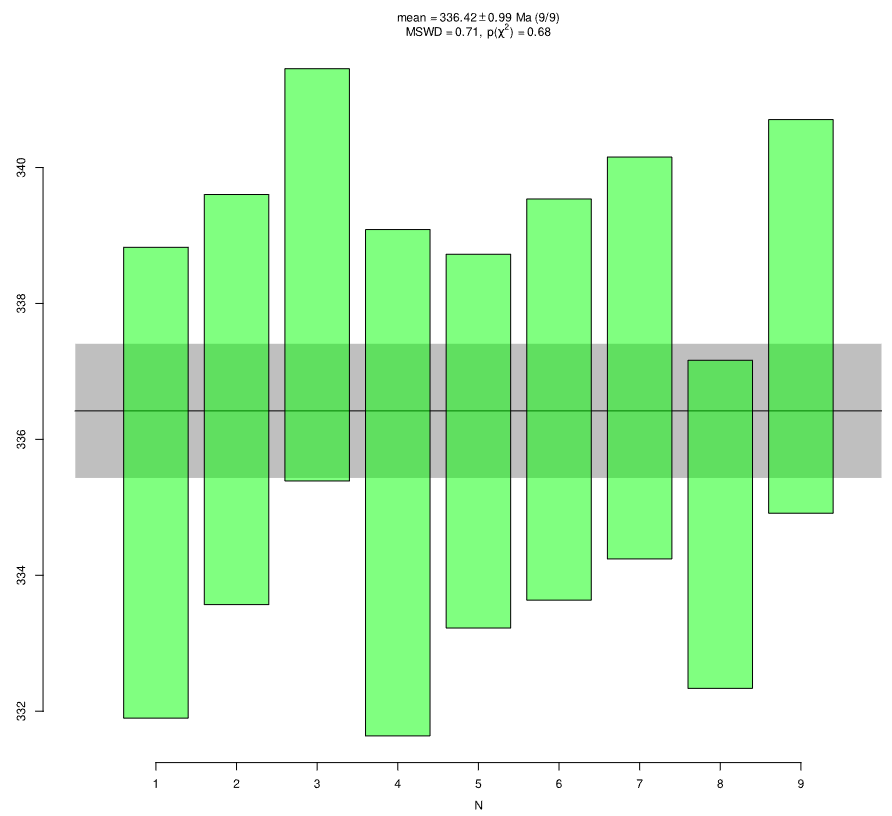 mean = 336.42 ± 0.99 Ma (9/9)
MSWD = 0.71, p(χ²) = 0.68
340
338
336
334
332
1 2 3 4 5 6 7 8 9
N